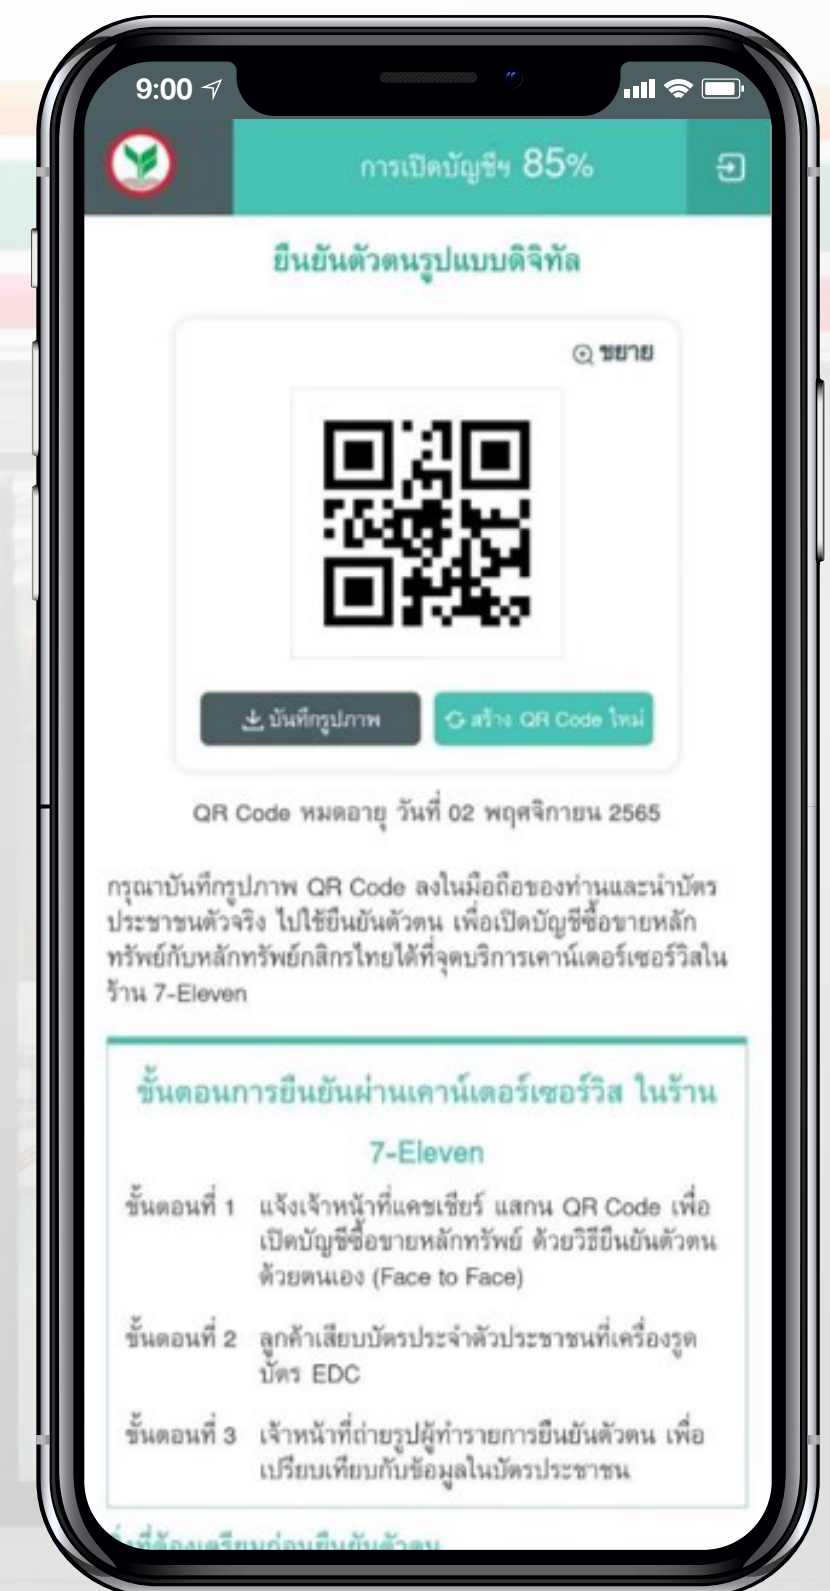 9:00
การเปิดบัญชีฯ 85%
ยืนยันตัวตนรูปแบบดิจิทัล
ขยาย
บันทึกรูปภาพ
สร้าง QR Code ใหม่
QR Code หมดอายุ วันที่ 02 พฤศจิกายน 2565
กรุณาบันทึกรูปภาพ QR Code ลงในมือถือของท่านและนำบัตร
ประชาชนตัวจริง ไปใช้ยืนยันตัวตน เพื่อเปิดบัญชีซื้อขายหลัก
ทรัพย์กับหลักทรัพย์กสิกรไทยได้ที่จุดบริการเคาน์เตอร์เซอร์วิสใน
ร้าน 7-Eleven
ขั้นตอนการยืนยันผ่านเคาน์เตอร์เซอร์วิส ในร้าน
7-Eleven
ขั้นตอนที่ 1 แจ้งเจ้าหน้าที่แคชเชียร์ แสกน QR Code เพื่อ
เปิดบัญชีซื้อขายหลักทรัพย์ ด้วยวิธียืนยันตัวตน
ด้วยตนเอง (Face to Face)
ขั้นตอนที่ 2 ลูกค้าเสียบบัตรประจำตัวประชาชนที่เครื่องรูด
บัตร EDC
ขั้นตอนที่ 3 เจ้าหน้าที่ถ่ายรูปผู้ทำรายการยืนยันตัวตน เพื่อ
เปรียบเทียบกับข้อมูลในบัตรประชาชน
สิ่งที่ต้องเตรียมก่อนยืนยันตัวตน